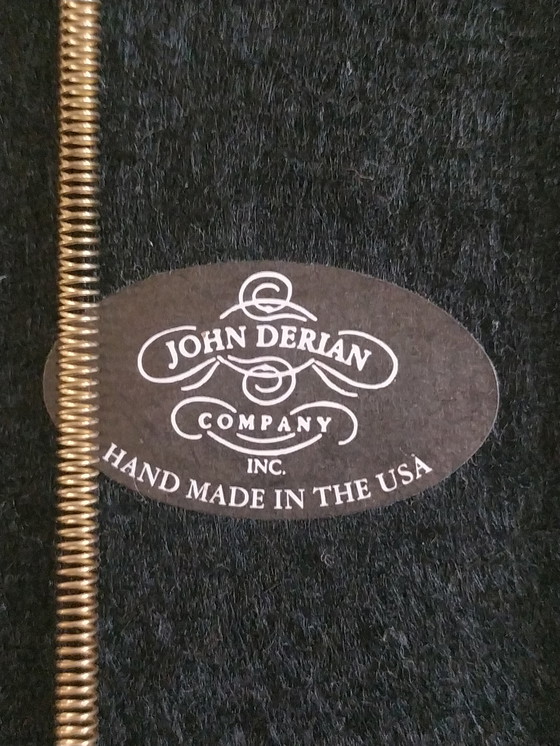 JOHN DERIAN
COMPANY
INC.
HAND MADE IN THE USA